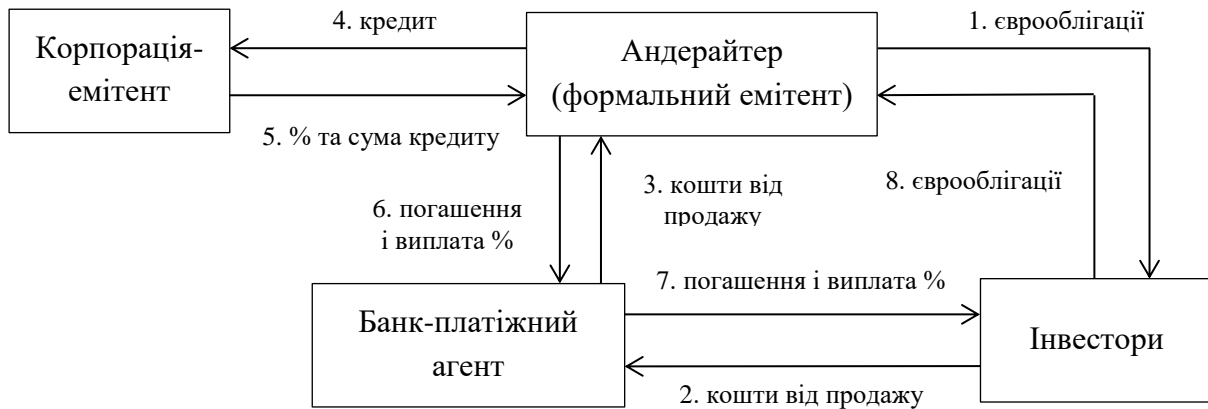 4. кредит
1. єврооблігації
Корпорація-
емітент
Андерайтер
(формальний емітент)
5. % та сума кредиту
3. кошти від
продажу
8. єврооблігації
6. погашення
і виплата %
7. погашення і виплата %
Банк-платіжний
агент
Інвестори
2. кошти від продажу